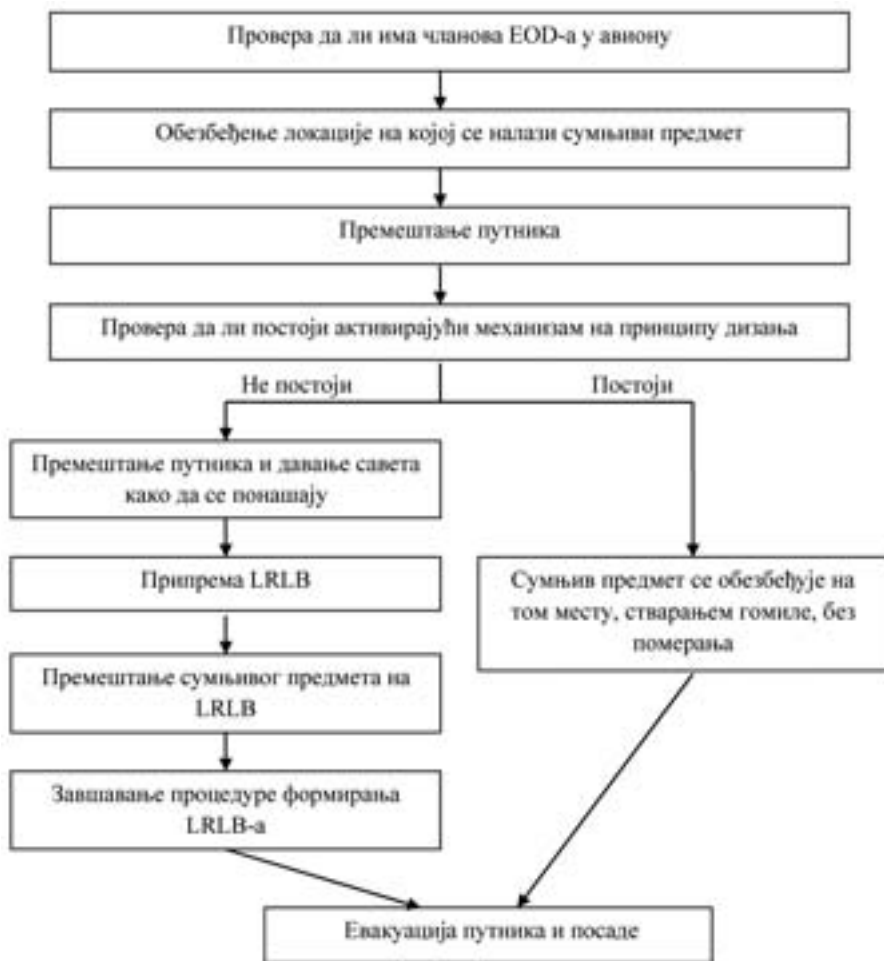 Провера да ли има чланова EOD-а у авиону
Обезбеђење локације на којој се налази сумњиви предмет
Премештање путника
Провера да ли постоји активирајући механизам на принципу дизања
Не постоји
Постоји
Премештање путника и давање савета
како да се понашају
Припрема LRLB
Премештање сумњивог предмета на
LRLB
Завшавање процедуре формирања
LRLB-а
Сумњив предмет се обезбеђује на
том месту, стварањем гомиле, без
померања
Евакуација путника и посаде